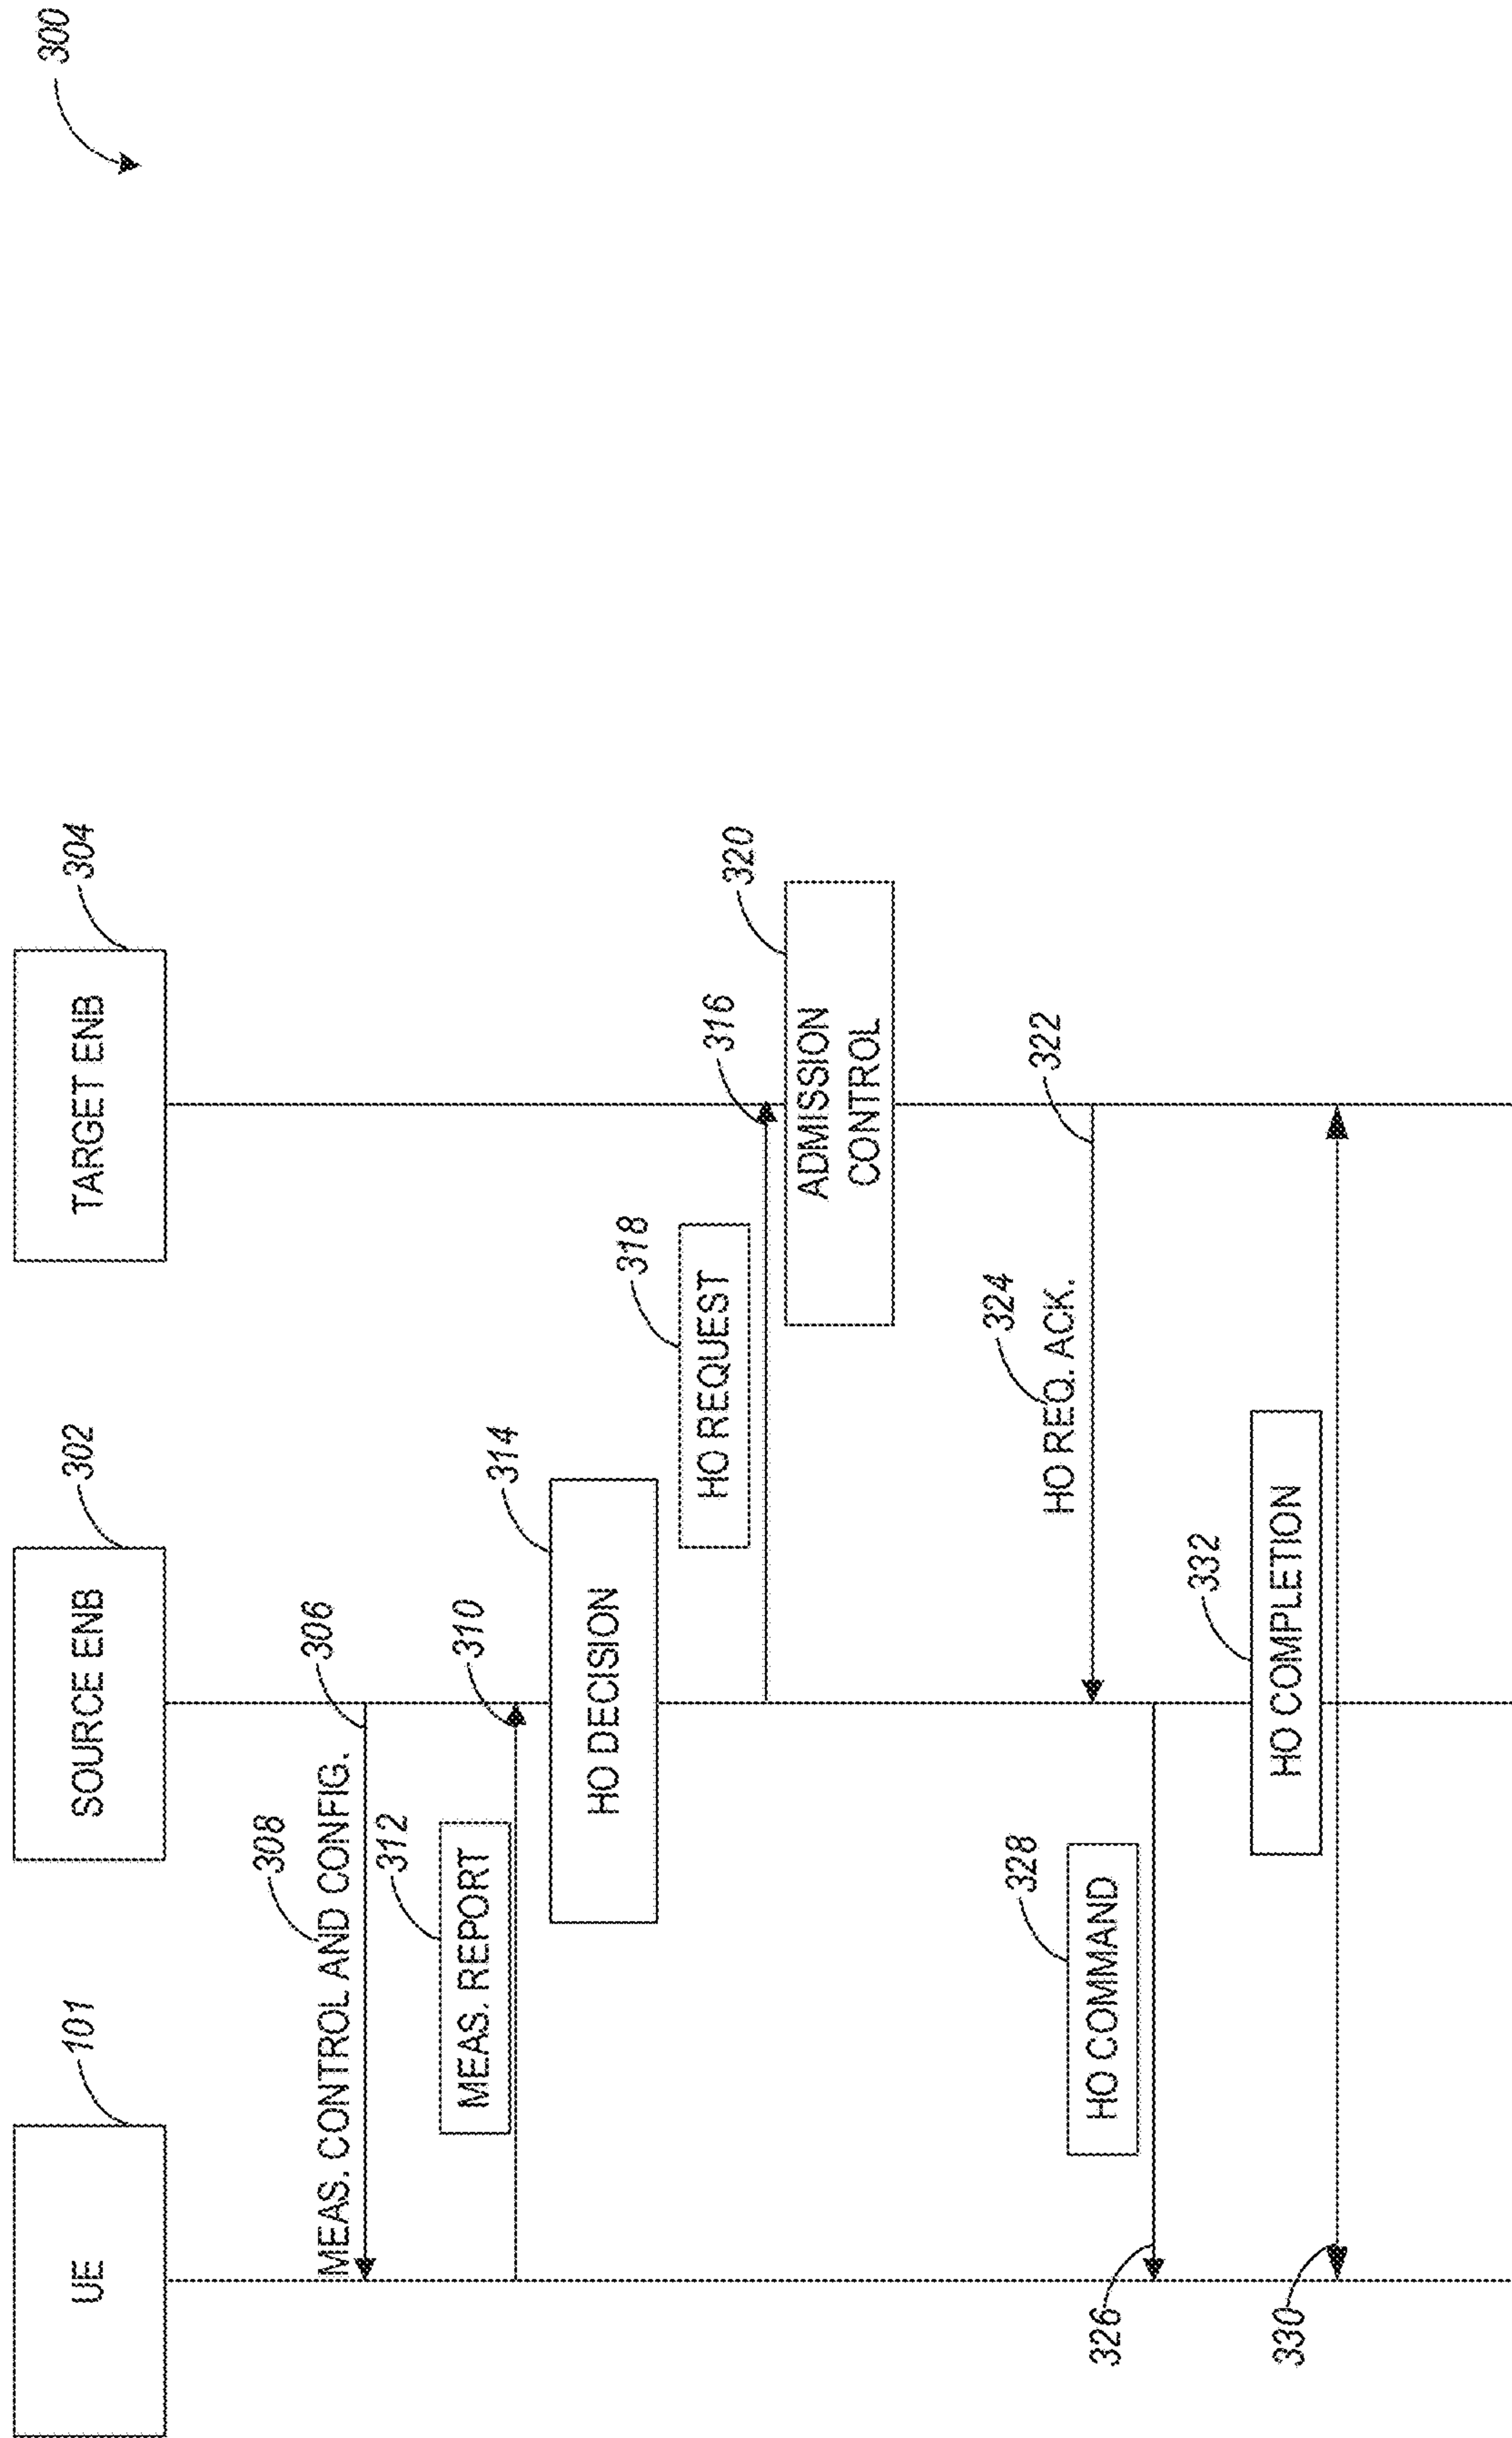 300
UE
101
SOURCE ENB
302
TARGET ENB
304
308
306
MEAS. CONTROL AND CONFIG.
312
310
MEAS. REPORT
314
HO DECISION
318
316
HO REQUEST
320
ADMISSION
CONTROL
324
322
HO REQ. ACK.
328
HO COMMAND
326
332
HO COMPLETION
330